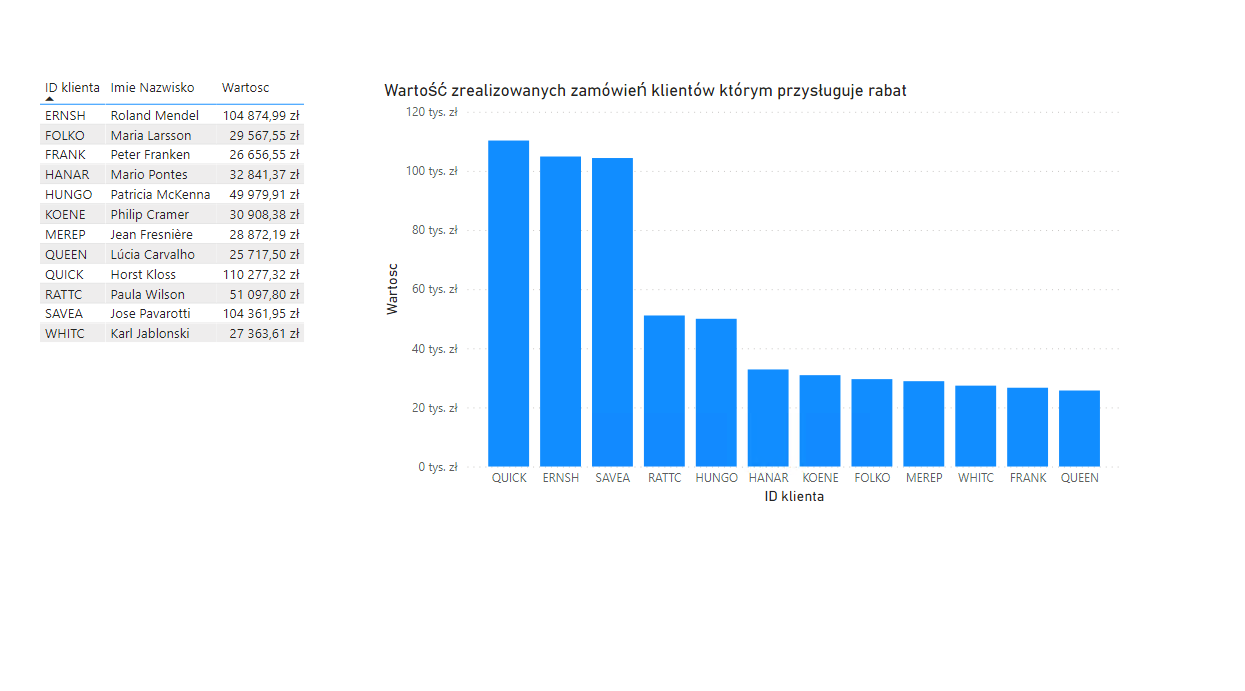 ID klienta Imie Nazwisko Wartosc
ERNSH Roland Mendel 104 874,99 zł
FOLKO Maria Larsson 29 567,55 zł
FRANK Peter Franken 26 656,55 zł
HANAR Mario Pontes 32 841,37 zł
HUNGO Patricia McKenna 49 979,91 zł
KOENE Philip Cramer 30 908,38 zł
MEREP Jean Fresnière 28 872,19 zł
QUEEN Lúcia Carvalho 25 717,50 zł
QUICK Horst Kloss 110 277,32 zł
RATTC Paula Wilson 51 097,80 zł
SAVEA Jose Pavarotti 104 361,95 zł
WHITC Karl Jablonski 27 363,61 zł
Wartość zrealizowanych zamówień klientów którym przysługuje rabat
120 tys. zł
100 tys. zł
80 tys. zł
60 tys. zł
40 tys. zł
20 tys. zł
0 tys. zł
Wartosc
QUICK ERNSH SAVEA RATTC HUNGO HANAR KOENE FOLKO MEREP WHITC FRANK QUEEN
ID klienta